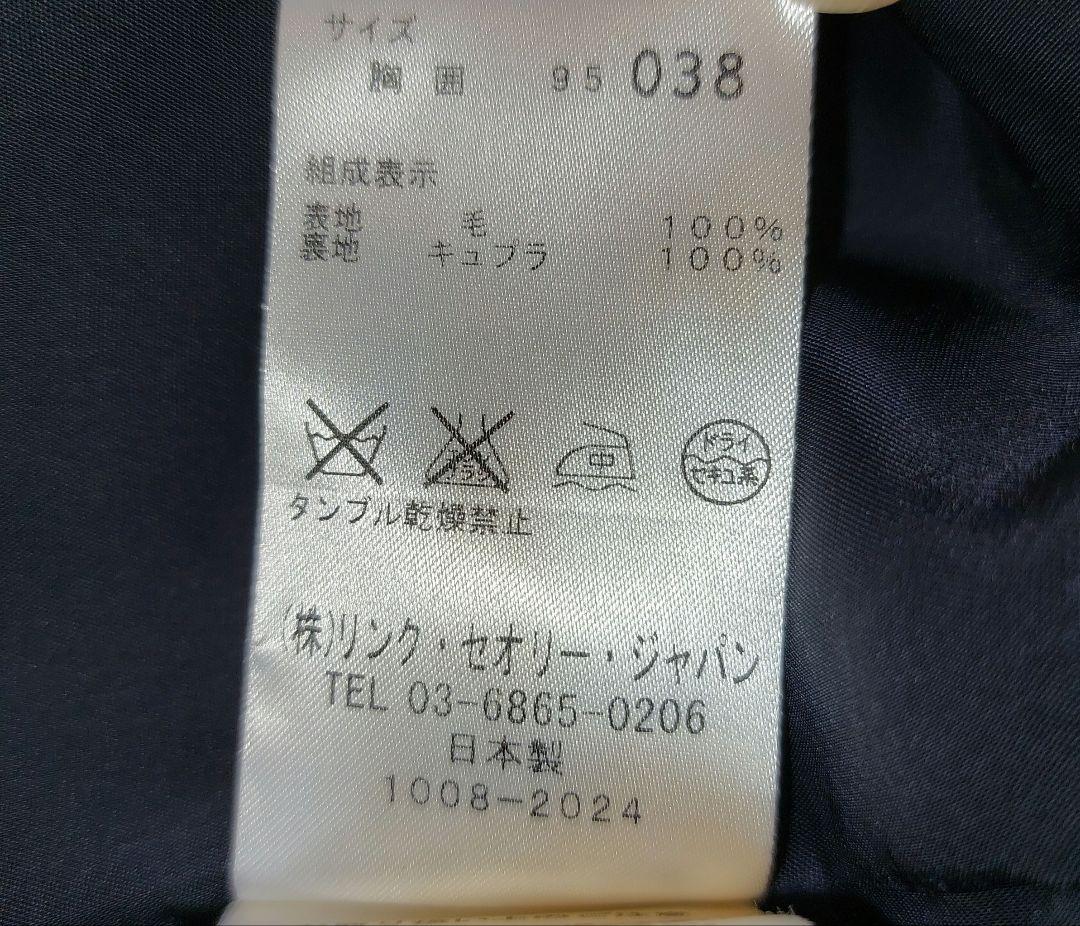 サイズ
胸囲 95 038
組成表示
表地 毛 100%
裏地 キュプラ 100%
中 ドライ
セキユ系
タンブル乾燥禁止
(株)リンク・セオリー・ジャパン
TEL 03-6865-0206
日本製
1008-2024